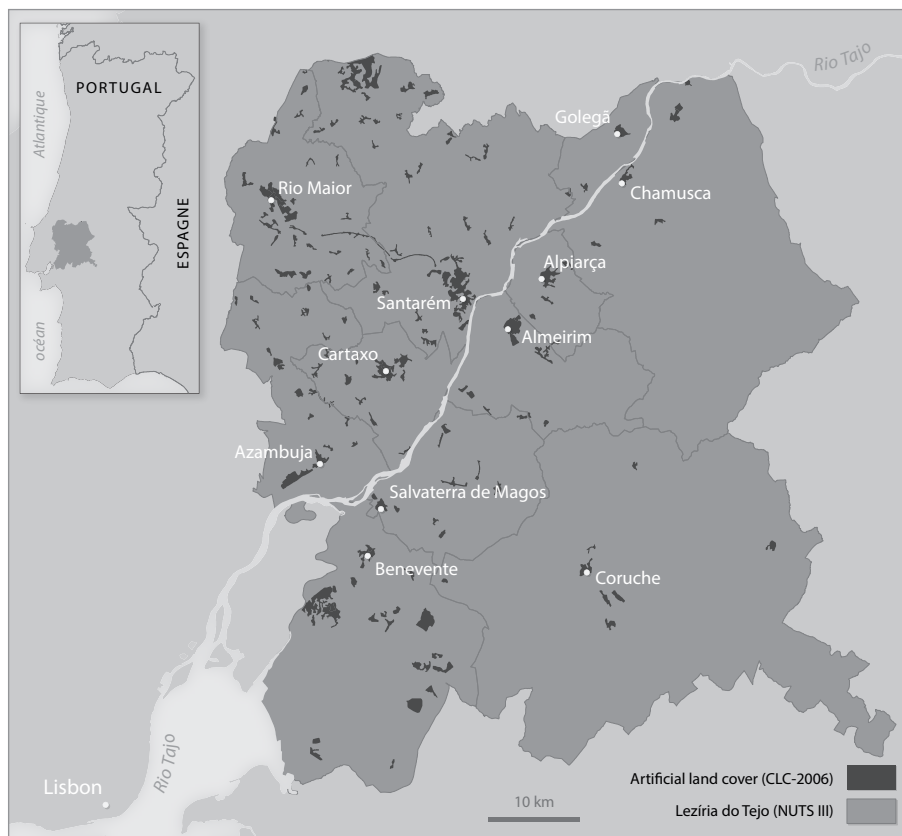 PORTUGAL
Atlantique
ESPAGNE
océan
Rio Tajo
Golegã
Chamusca
Rio Maior
Alpiarça
Santarém
Almeirim
Cartaxo
Azambuja
Salvaterra de Magos
Benevente
Coruche
Rio Tajo
Lisbon
10 km
Artificial land cover (CLC-2006)
Lezíria do Tejo (NUTS III)